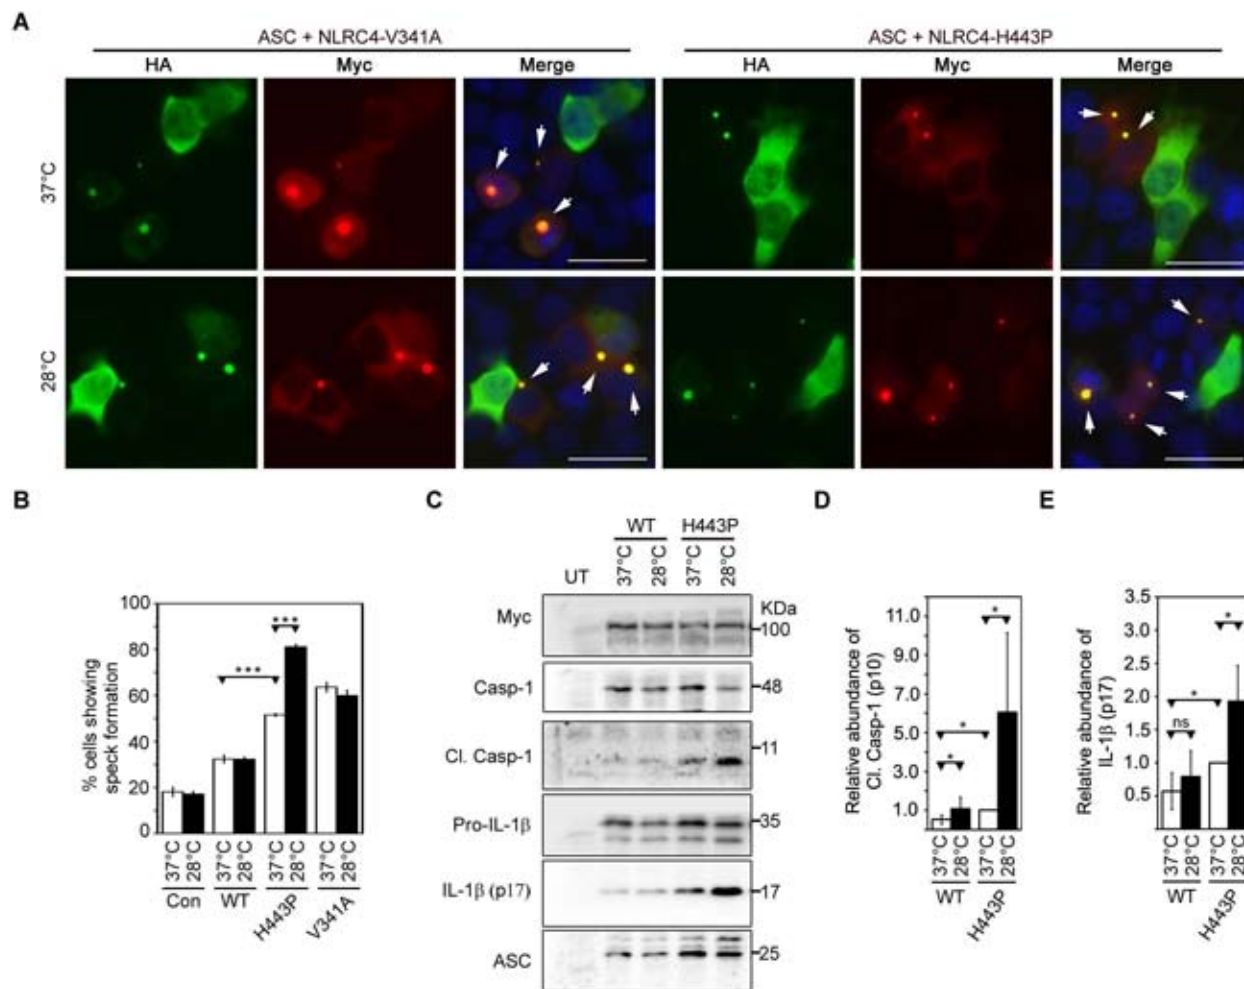 A
ASC + NLRC4-V341A
ASC + NLRC4-H443P
HA Myc Merge HA Myc Merge
37°C
28°C
B
% cells showing
speck formation
100
80
60
40
20
0
*** ***
37°C 28°C 37°C 28°C 37°C 28°C 37°C 28°C
Con WT H443P V341A
C
WT H443P
UT 37°C 28°C 37°C 28°C
KDa
Myc 100
Casp-1 48
Cl. Casp-1 11
Pro-IL-1β 35
IL-1β (p17) 17
ASC 25
D
Relative abundance of
Cl. Casp-1 (p10)
11.0
9.0
7.0
5.0
3.0
1.0
* * *
37°C 28°C 37°C 28°C
WT H443P
E
Relative abundance of
IL-1β (p17)
3.5
3.0
2.5
2.0
1.5
1.0
0.5
ns * *
37°C 28°C 37°C 28°C
WT H443P